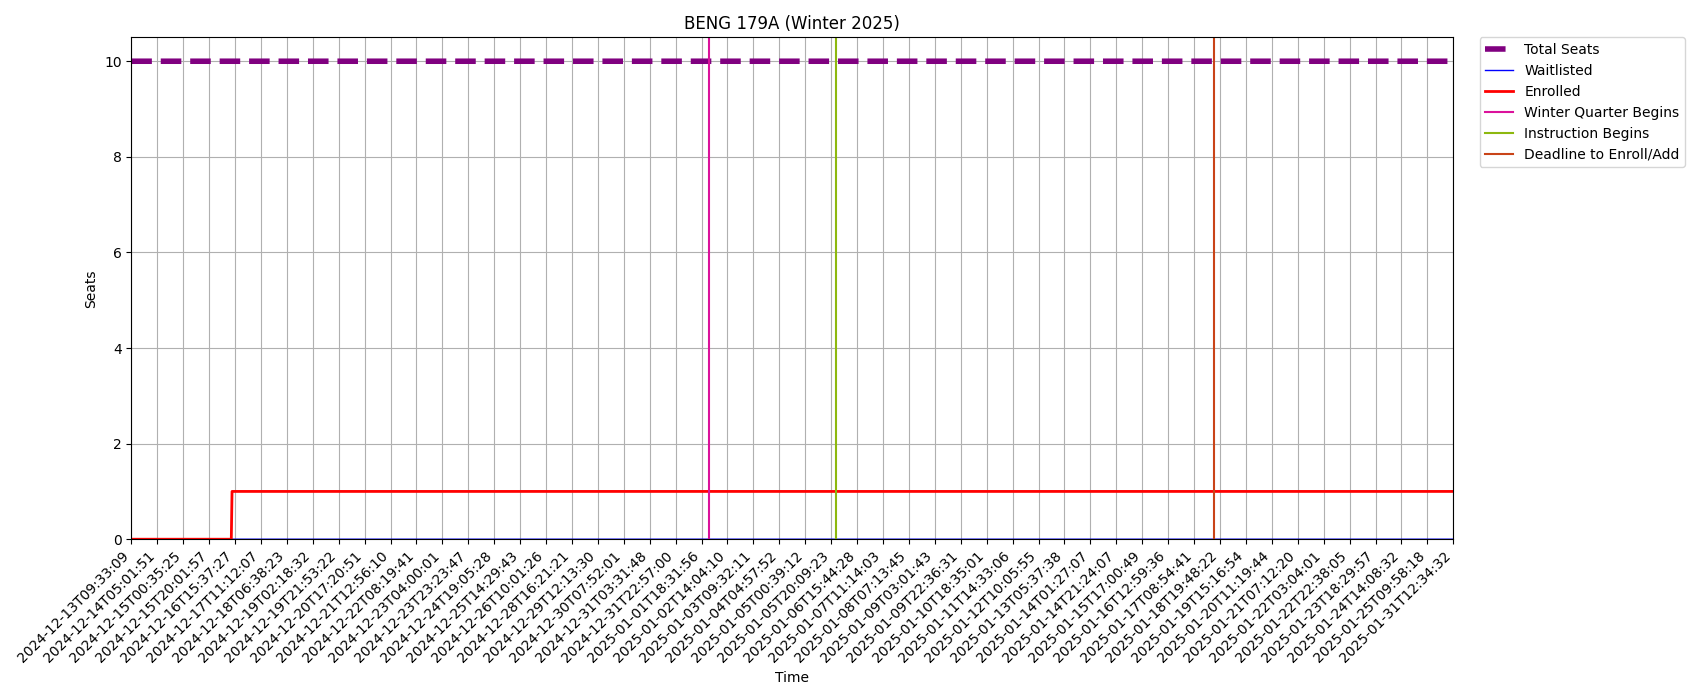 BENG 179A (Winter 2025)
Total Seats
Waitlisted
Enrolled
Winter Quarter Begins
Instruction Begins
Deadline to Enroll/Add
Seats
10
8
6
4
2
0
2024-12-13T09:33:09
2024-12-14T05:01:51
2024-12-15T00:35:25
2024-12-15T20:01:57
2024-12-16T15:37:27
2024-12-17T11:12:07
2024-12-18T06:38:23
2024-12-19T02:18:32
2024-12-19T21:53:22
2024-12-20T17:20:51
2024-12-21T12:56:10
2024-12-22T08:19:41
2024-12-23T04:00:01
2024-12-23T23:23:47
2024-12-24T19:05:28
2024-12-25T14:29:43
2024-12-26T10:01:26
2024-12-28T16:21:21
2024-12-29T12:13:30
2024-12-30T07:52:01
2024-12-31T03:31:48
2024-12-31T22:57:00
2025-01-01T18:31:56
2025-01-02T14:04:10
2025-01-03T09:32:11
2025-01-04T04:57:52
2025-01-05T00:39:12
2025-01-05T20:09:23
2025-01-06T15:44:28
2025-01-07T11:14:03
2025-01-08T07:13:45
2025-01-09T03:01:43
2025-01-09T22:36:31
2025-01-10T18:35:01
2025-01-11T14:33:06
2025-01-12T10:05:55
2025-01-13T05:37:38
2025-01-14T01:27:07
2025-01-14T21:24:07
2025-01-15T17:00:49
2025-01-16T12:59:36
2025-01-17T08:54:41
2025-01-18T19:48:22
2025-01-19T15:16:54
2025-01-20T11:19:44
2025-01-21T07:12:20
2025-01-22T03:04:01
2025-01-22T22:38:05
2025-01-23T18:29:57
2025-01-24T14:08:32
2025-01-25T09:58:18
2025-01-31T12:34:32
Time